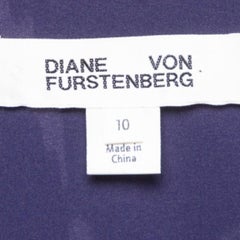 DIANE VON
FURSTENBERG
10
Made in
China